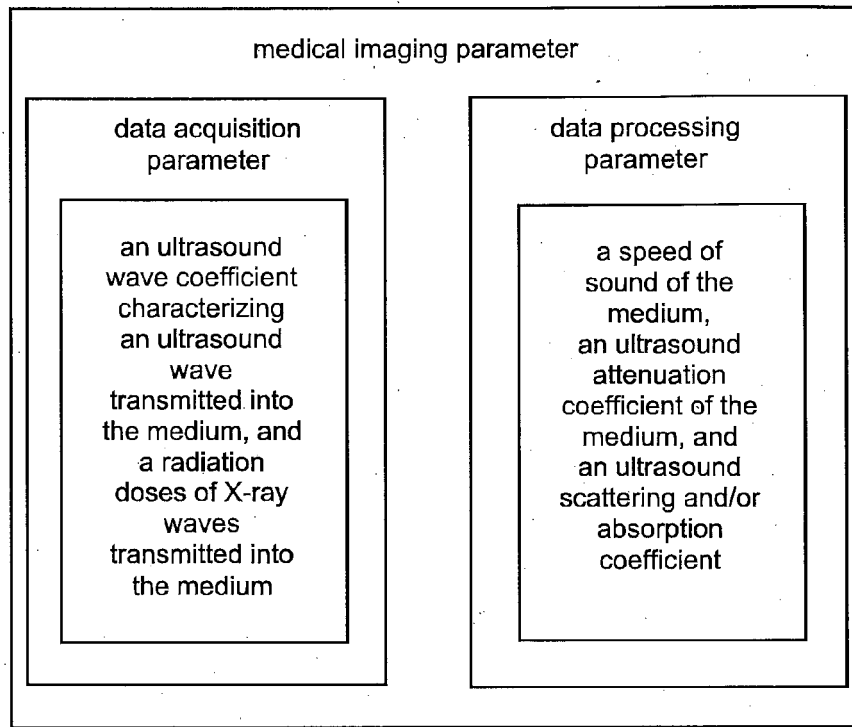 medical imaging parameter
data acquisition
parameter
an ultrasound
wave coefficient
characterizing
an ultrasound
wave
transmitted into
the medium, and
a radiation
doses of X-ray
waves
transmitted into
the medium
data processing
parameter
a speed of
sound of the
medium,
an ultrasound
attenuation
coefficient of the
medium, and
an ultrasound
scattering and/or
absorption
coefficient